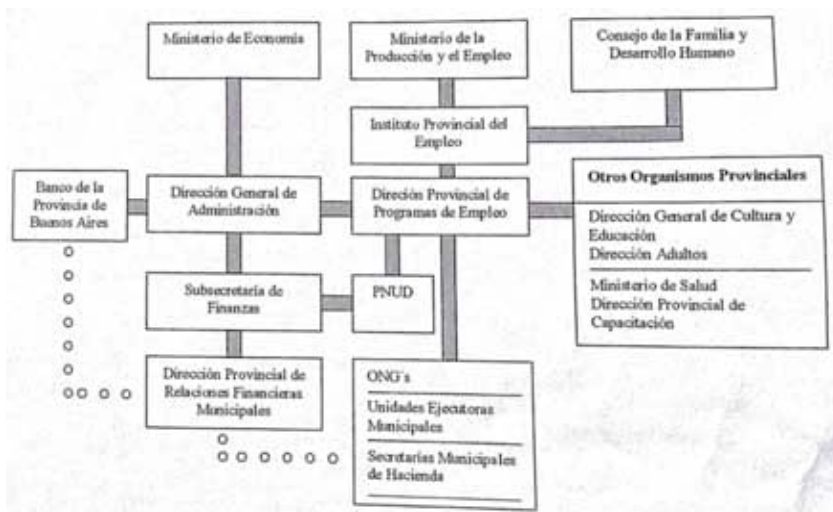 Ministerio de Economía
Ministerio de la
Producción y el Empleo
Consejo de la Familia y
Desarrollo Humano
Instituto Provincial del
Empleo
Banco de la
Provincia de
Buenos Aires
Dirección General de
Administración
Direción Provincial de
Programas de Empleo
Otros Organismos Provinciales
Dirección General de Cultura y
Educación
Dirección Adultos
Ministerio de Salud
Dirección Provincial de
Capacitación
Subsecretaría de
Finanzas
PNUD
Dirección Provincial de
Relaciones Financieras
Municipales
ONG´s
Unidades Ejecutoras
Municipales
Secretarías Municipales
de Hacienda